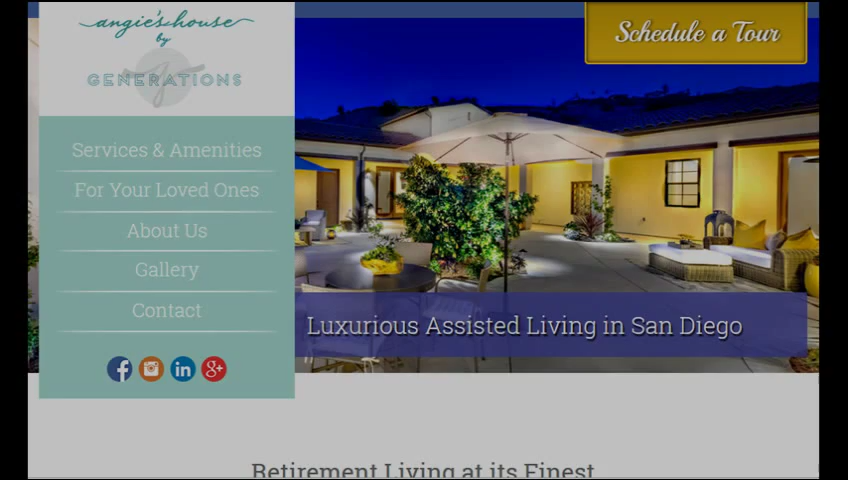 angie's house
by
GENERATIONS
Schedule a Tour
Services & Amenities
For Your Loved Ones
About Us
Gallery
Contact
Luxurious Assisted Living in San Diego
f
in
g+
Retirement Living at its Finest